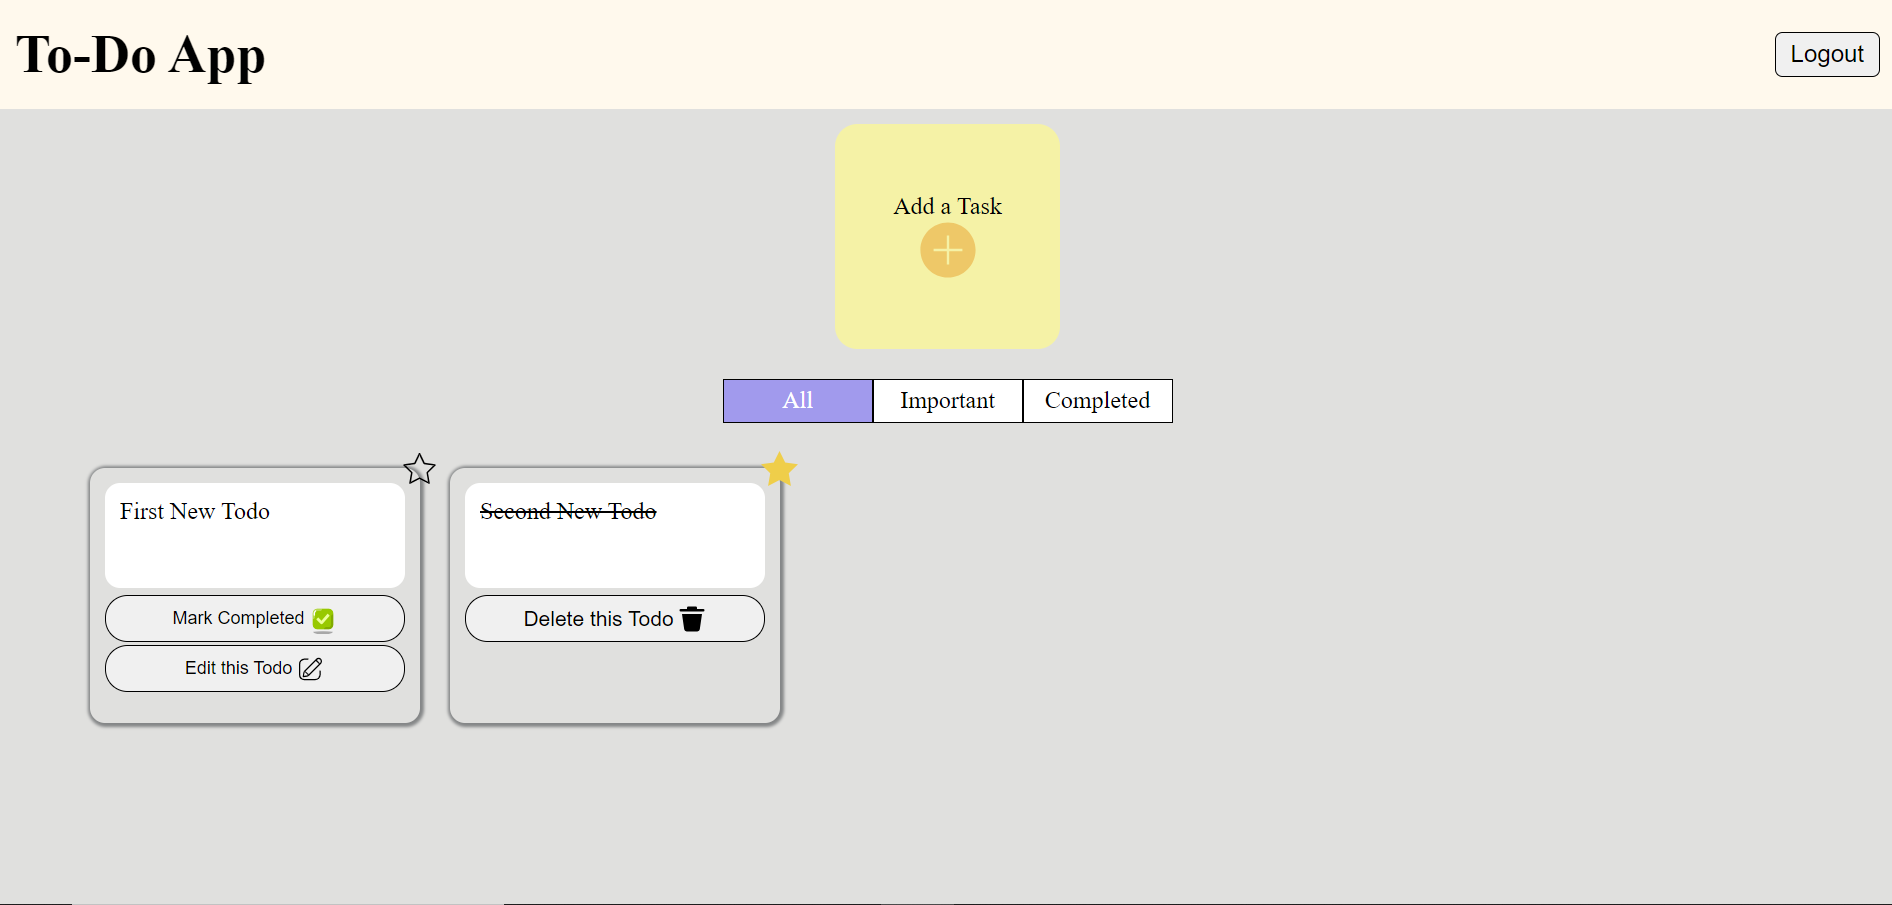 To-Do App
Logout
Add a Task
All
Important
Completed
First New Todo
Mark Completed
Edit this Todo
Second New Todo
Delete this Todo